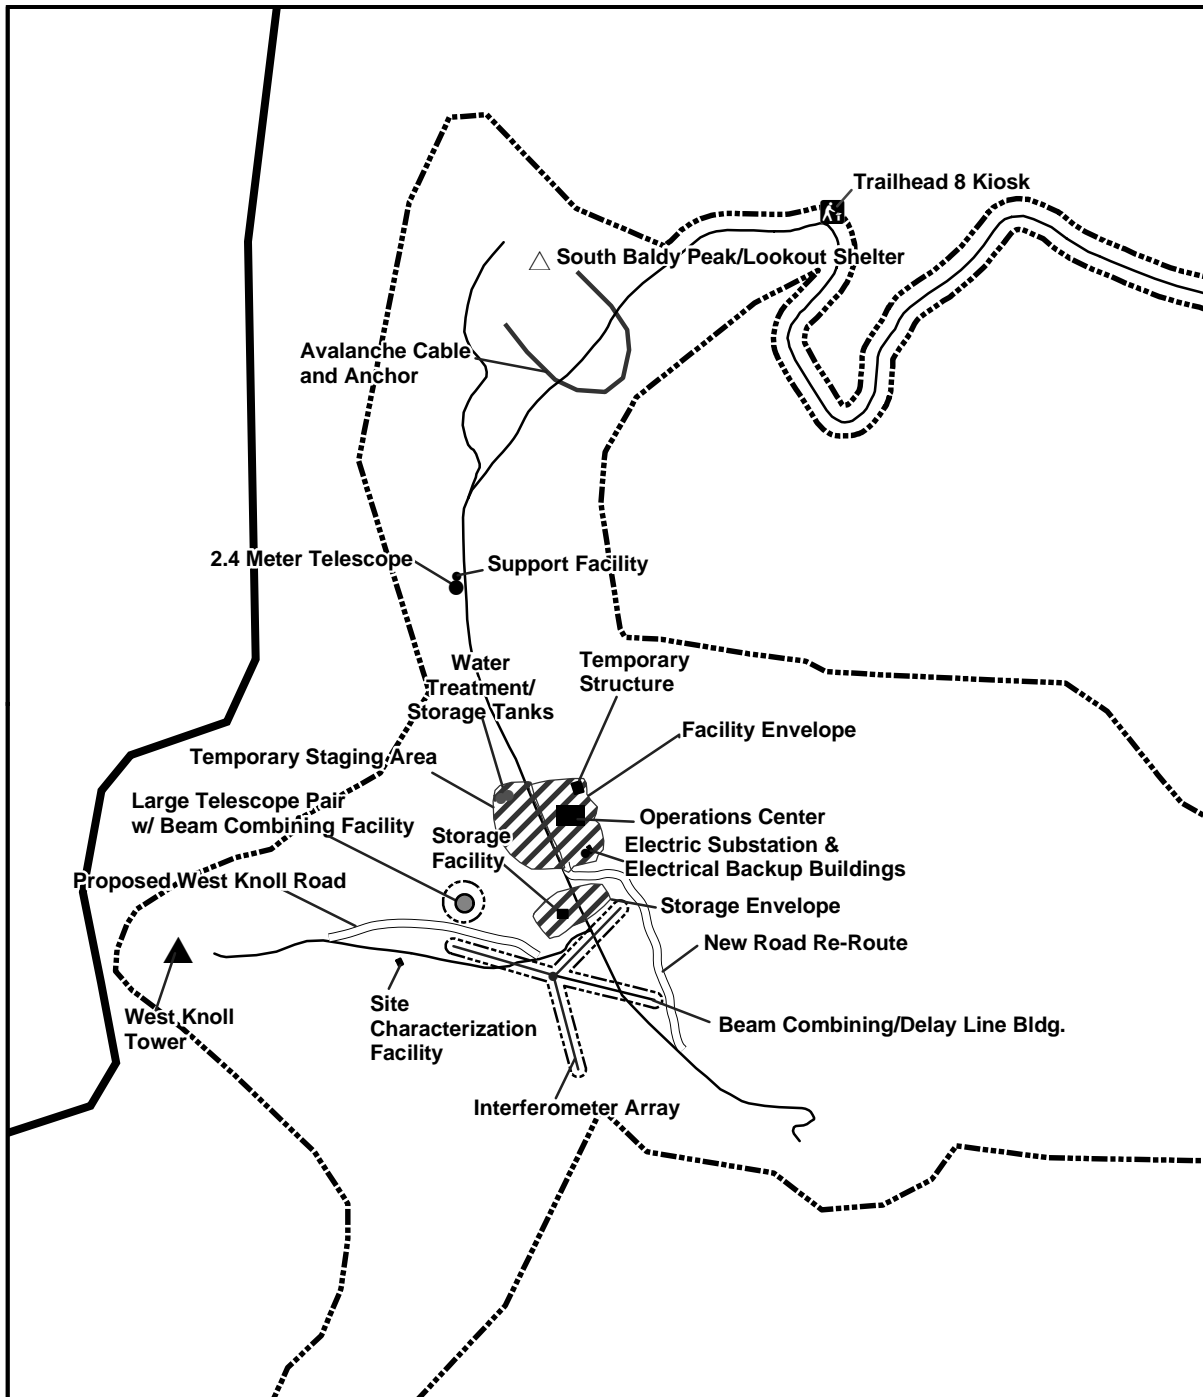 Trailhead 8 Kiosk
South Baldy Peak/Lookout Shelter
Avalanche Cable
and Anchor
2.4 Meter Telescope
Support Facility
Water
Treatment/
Storage Tanks
Temporary
Structure
Facility Envelope
Temporary Staging Area
Large Telescope Pair
w/ Beam Combining Facility
Operations Center
Storage
Facility
Electric Substation &
Electrical Backup Buildings
Proposed West Knoll Road
Storage Envelope
New Road Re-Route
West Knoll
Tower
Site
Characterization
Facility
Beam Combining/Delay Line Bldg.
Interferometer Array